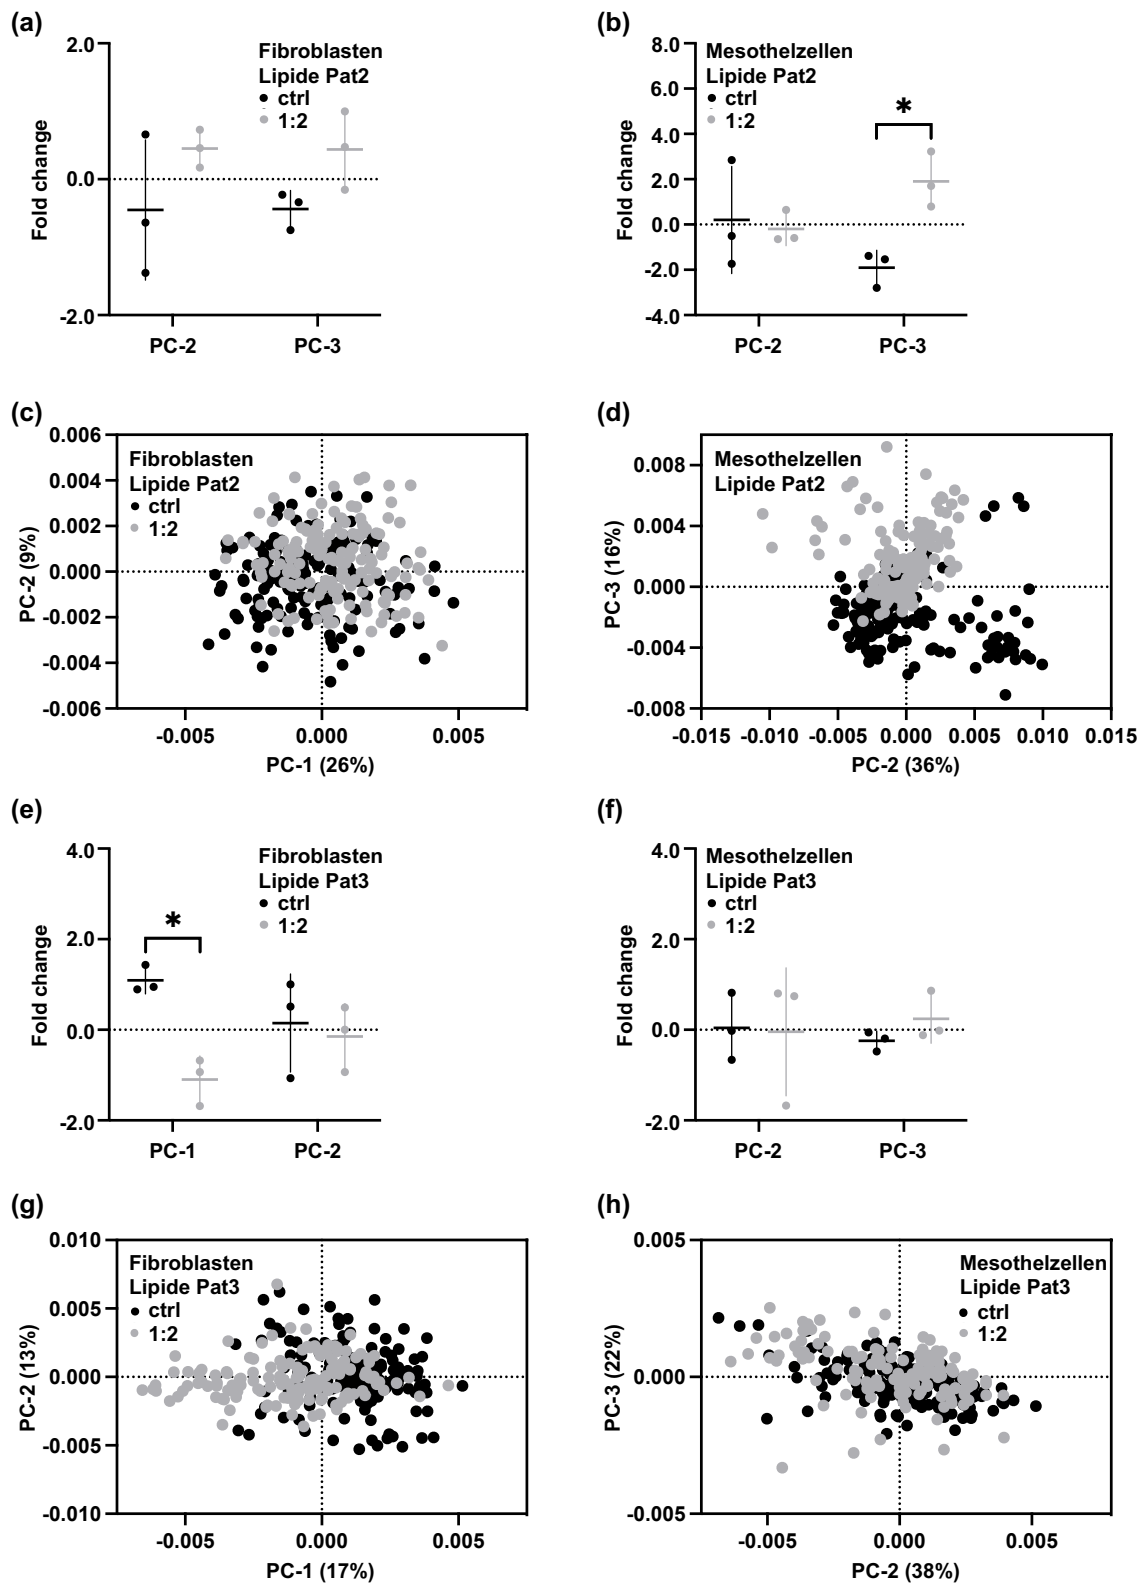 (a)
2.0
0.0
-2.0
Fold change
Fibroblasten
Lipide Pat2
ctrl
1:2
PC-2
PC-3
(b)
8.0
6.0
4.0
2.0
0.0
-2.0
-4.0
Fold change
Mesothelzellen
Lipide Pat2
ctrl
1:2
*
PC-2
PC-3
(c)
0.006
0.004
0.002
0.000
-0.002
-0.004
-0.006
PC-2 (9%)
Fibroblasten
Lipide Pat2
ctrl
1:2
-0.005
0.000
0.005
PC-1 (26%)
(d)
0.008
0.004
0.000
-0.004
-0.008
PC-3 (16%)
Mesothelzellen
Lipide Pat2
-0.015
-0.010
-0.005
0.000
0.005
0.010
0.015
PC-2 (36%)
(e)
4.0
2.0
0.0
-2.0
Fold change
Fibroblasten
Lipide Pat3
ctrl
1:2
*
PC-1
PC-2
(f)
4.0
2.0
0.0
-2.0
Fold change
Mesothelzellen
Lipide Pat3
ctrl
1:2
PC-2
PC-3
(g)
0.010
0.005
0.000
-0.005
-0.010
PC-2 (13%)
Fibroblasten
Lipide Pat3
ctrl
1:2
-0.005
0.000
0.005
PC-1 (17%)
(h)
0.005
0.000
-0.005
PC-3 (22%)
Mesothelzellen
Lipide Pat3
ctrl
1:2
-0.005
0.000
0.005
PC-2 (38%)